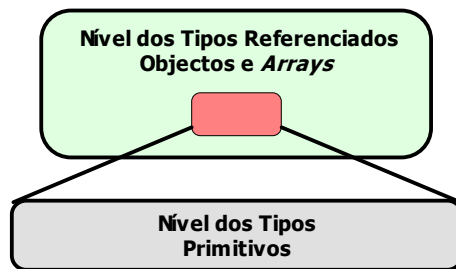 Nível dos Tipos Referenciados
Objectos e Arrays
Nível dos Tipos
Primitivos